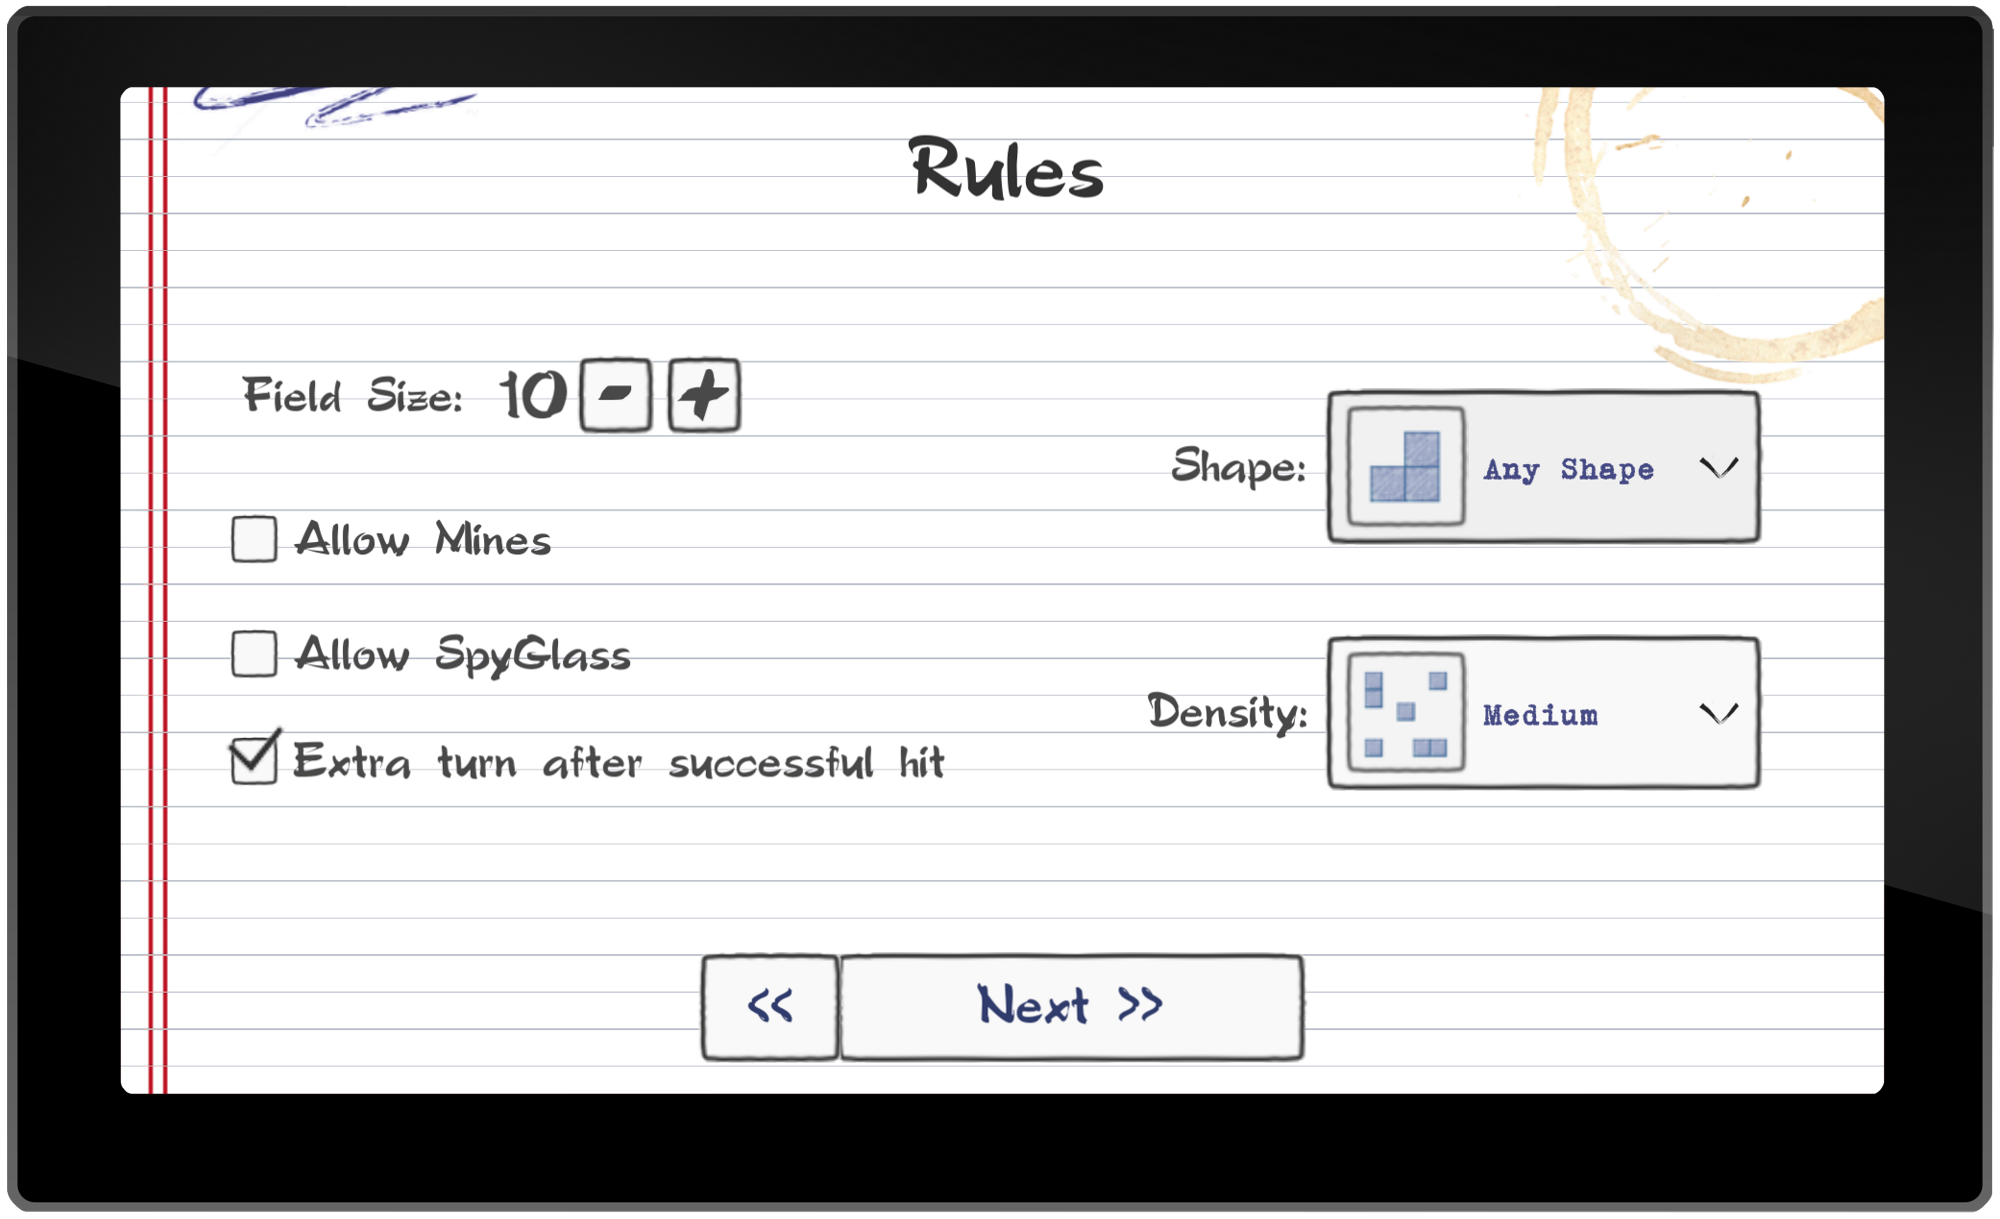 Rules
Field Size: 10 - +
Allow Mines
Allow SpyGlass
Extra turn after successful hit
Shape: Any Shape
Density: Medium
<< Next >>